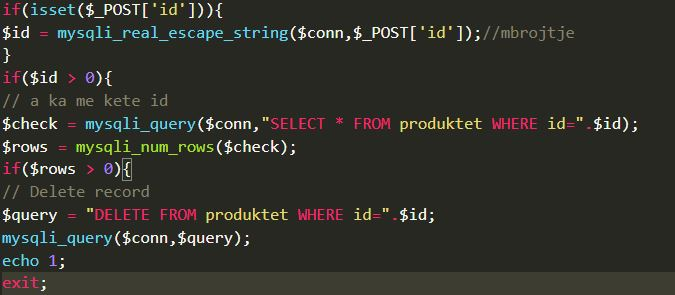 if(isset($_POST['id'])){
$id = mysqli_real_escape_string($conn,$_POST['id']);//mbrojtje
}
if($id > 0){
// a ka me kete id
$check = mysqli_query($conn,"SELECT * FROM produktet WHERE id=".$id);
$rows = mysqli_num_rows($check);
if($rows > 0){
// Delete record
$query = "DELETE FROM produktet WHERE id=".$id;
mysqli_query($conn,$query);
echo 1;
exit;